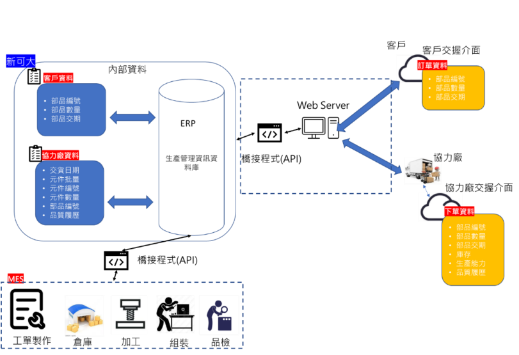 新可大
內部資料
客戶資料
• 部品編號
• 部品數量
• 部品交期
協力廠資料
• 交貨日期
• 元件批量
• 元件編號
• 元件數量
• 部品編號
• 品質履歷
ERP
生產管理資訊資
料庫
橋接程式(API)
Web Server
橋接程式(API)
客戶
客戶交握介面
訂單資料
• 部品編號
• 部品數量
• 部品交期
協力廠
協力廠交握介面
下單資料
• 部品編號
• 部品數量
• 部品交期
• 庫存
• 生產能力
• 品質履歷
MES
工單製作
倉庫
加工
組裝
品檢